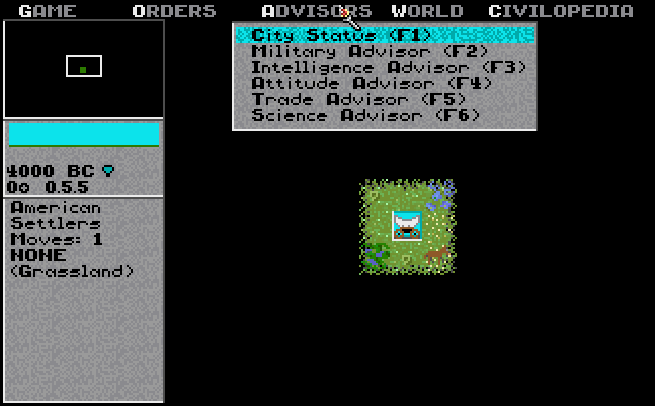 GAME ORDERS ADVISORS WORLD CIVILOPEDIA
City Status (F1)
Military Advisor (F2)
Intelligence Advisor (F3)
Attitude Advisor (F4)
Trade Advisor (F5)
Science Advisor (F6)
4000 BC
0 0.5.5
American
Settlers
Moves: 1
NONE
(Grassland)